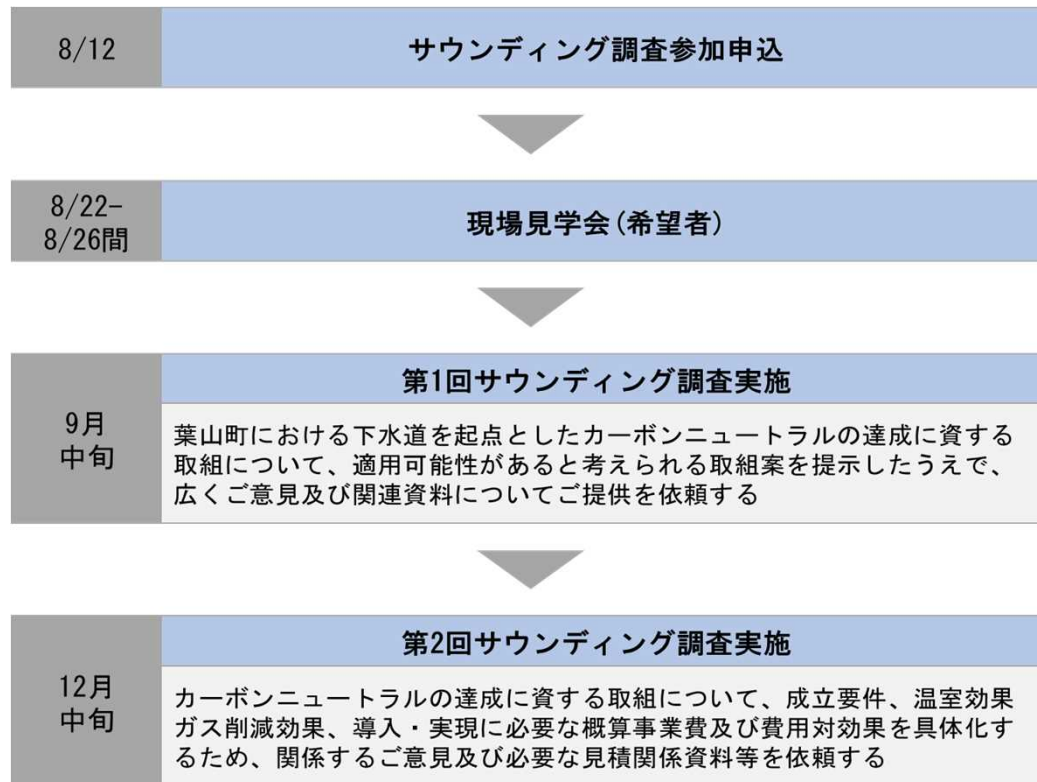 8/12
サウンディング調査参加申込
8/22-
8/26間
現場見学会(希望者)
9月
中旬
第1回サウンディング調査実施
葉山町における下水道を起点としたカーボンニュートラルの達成に資する
取組について、適用可能性があると考えられる取組案を提示したうえで、
広くご意見及び関連資料についてご提供を依頼する
12月
中旬
第2回サウンディング調査実施
カーボンニュートラルの達成に資する取組について、成立要件、温室効果
ガス削減効果、導入・実現に必要な概算事業費及び費用対効果を具体化す
るため、関係するご意見及び必要な見積関係資料等を依頼する